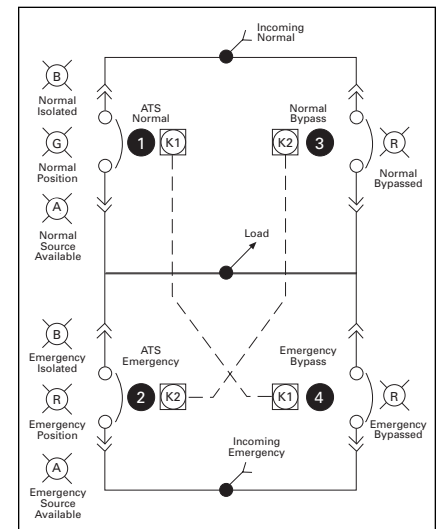 Incoming
Normal
B
Normal
Isolated
ATS
Normal
Normal
Bypass
G
1
K1
K2
3
R
Normal
Position
Normal
Bypassed
A
Normal
Source
Available
Load
B
Emergency
Isolated
ATS
Emergency
Emergency
Bypass
R
2
K2
K1
4
R
Emergency
Position
Emergency
Bypassed
Incoming
Emergency
A
Emergency
Source
Available